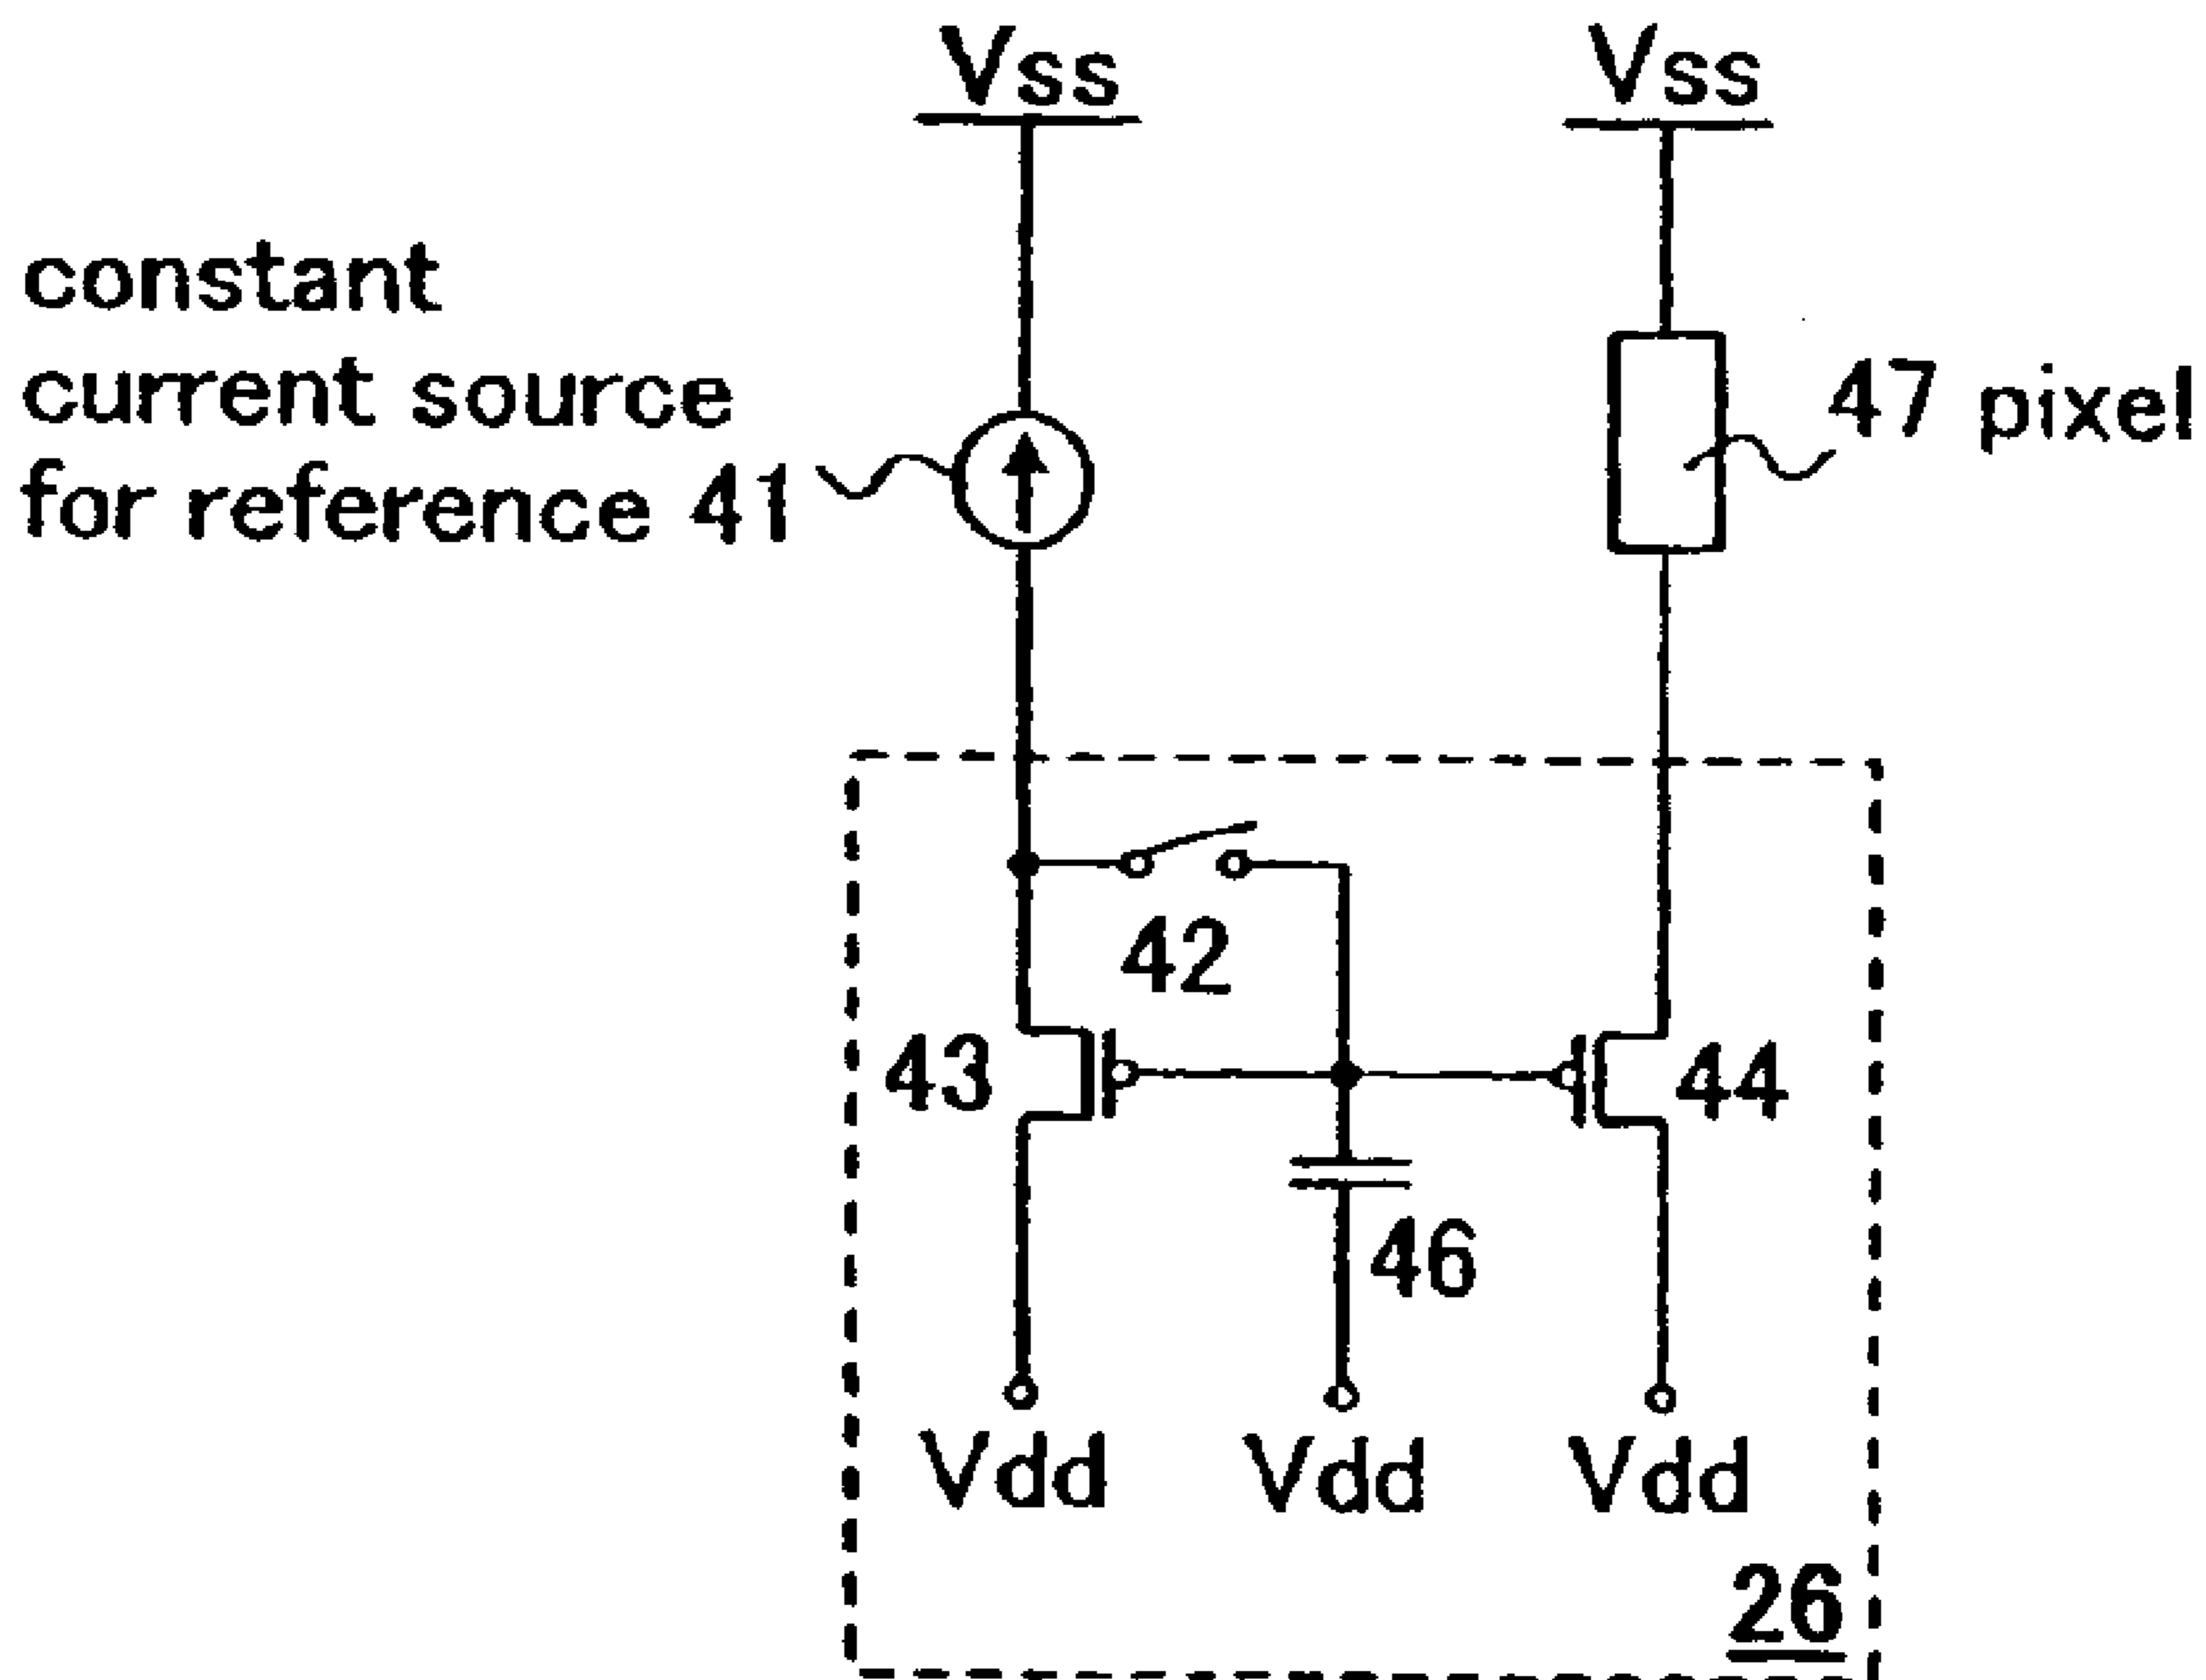 Vss
Vss
constant
current source
for reference 41
47 pixel
42
43
44
46
Vdd
Vdd
Vdd
26